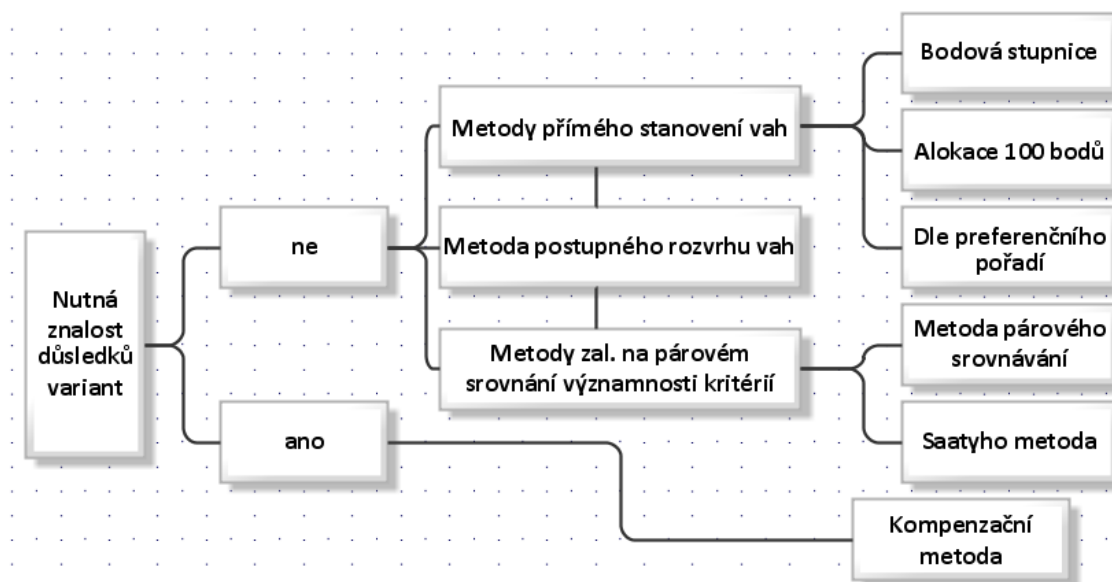 Nutná
znalost
důsledků
variant
ne
ano
Metody přímého stanovení vah
Metoda postupného rozvrhu vah
Metody zal. na párovém
srovnání významnosti kritérií
Bodová stupnice
Alokace 100 bodů
Dle preferenčního
pořadí
Metoda párového
srovnávání
Saatyho metoda
Kompenzační
metoda